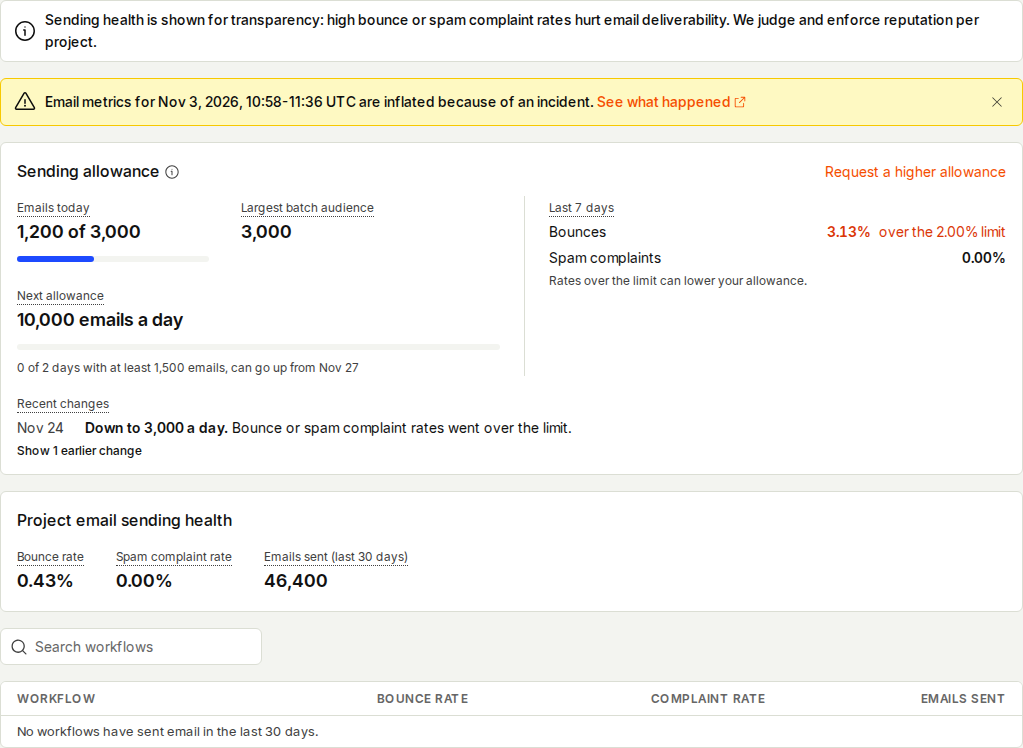 Sending health is shown for transparency: high bounce or spam complaint rates hurt email deliverability. We judge and enforce reputation per
project.
Email metrics for Nov 3, 2026, 10:58-11:36 UTC are inflated because of an incident. See what happened
Sending allowance
Request a higher allowance
Emails today
1,200 of 3,000
Largest batch audience
3,000
Next allowance
10,000 emails a day
0 of 2 days with at least 1,500 emails, can go up from Nov 27
Last 7 days
Bounces 3.13% over the 2.00% limit
Spam complaints 0.00%
Rates over the limit can lower your allowance.
Recent changes
Nov 24 Down to 3,000 a day. Bounce or spam complaint rates went over the limit.
Show 1 earlier change
Project email sending health
Bounce rate
0.43%
Spam complaint rate
0.00%
Emails sent (last 30 days)
46,400
Search workflows
WORKFLOW BOUNCE RATE COMPLAINT RATE EMAILS SENT
No workflows have sent email in the last 30 days.